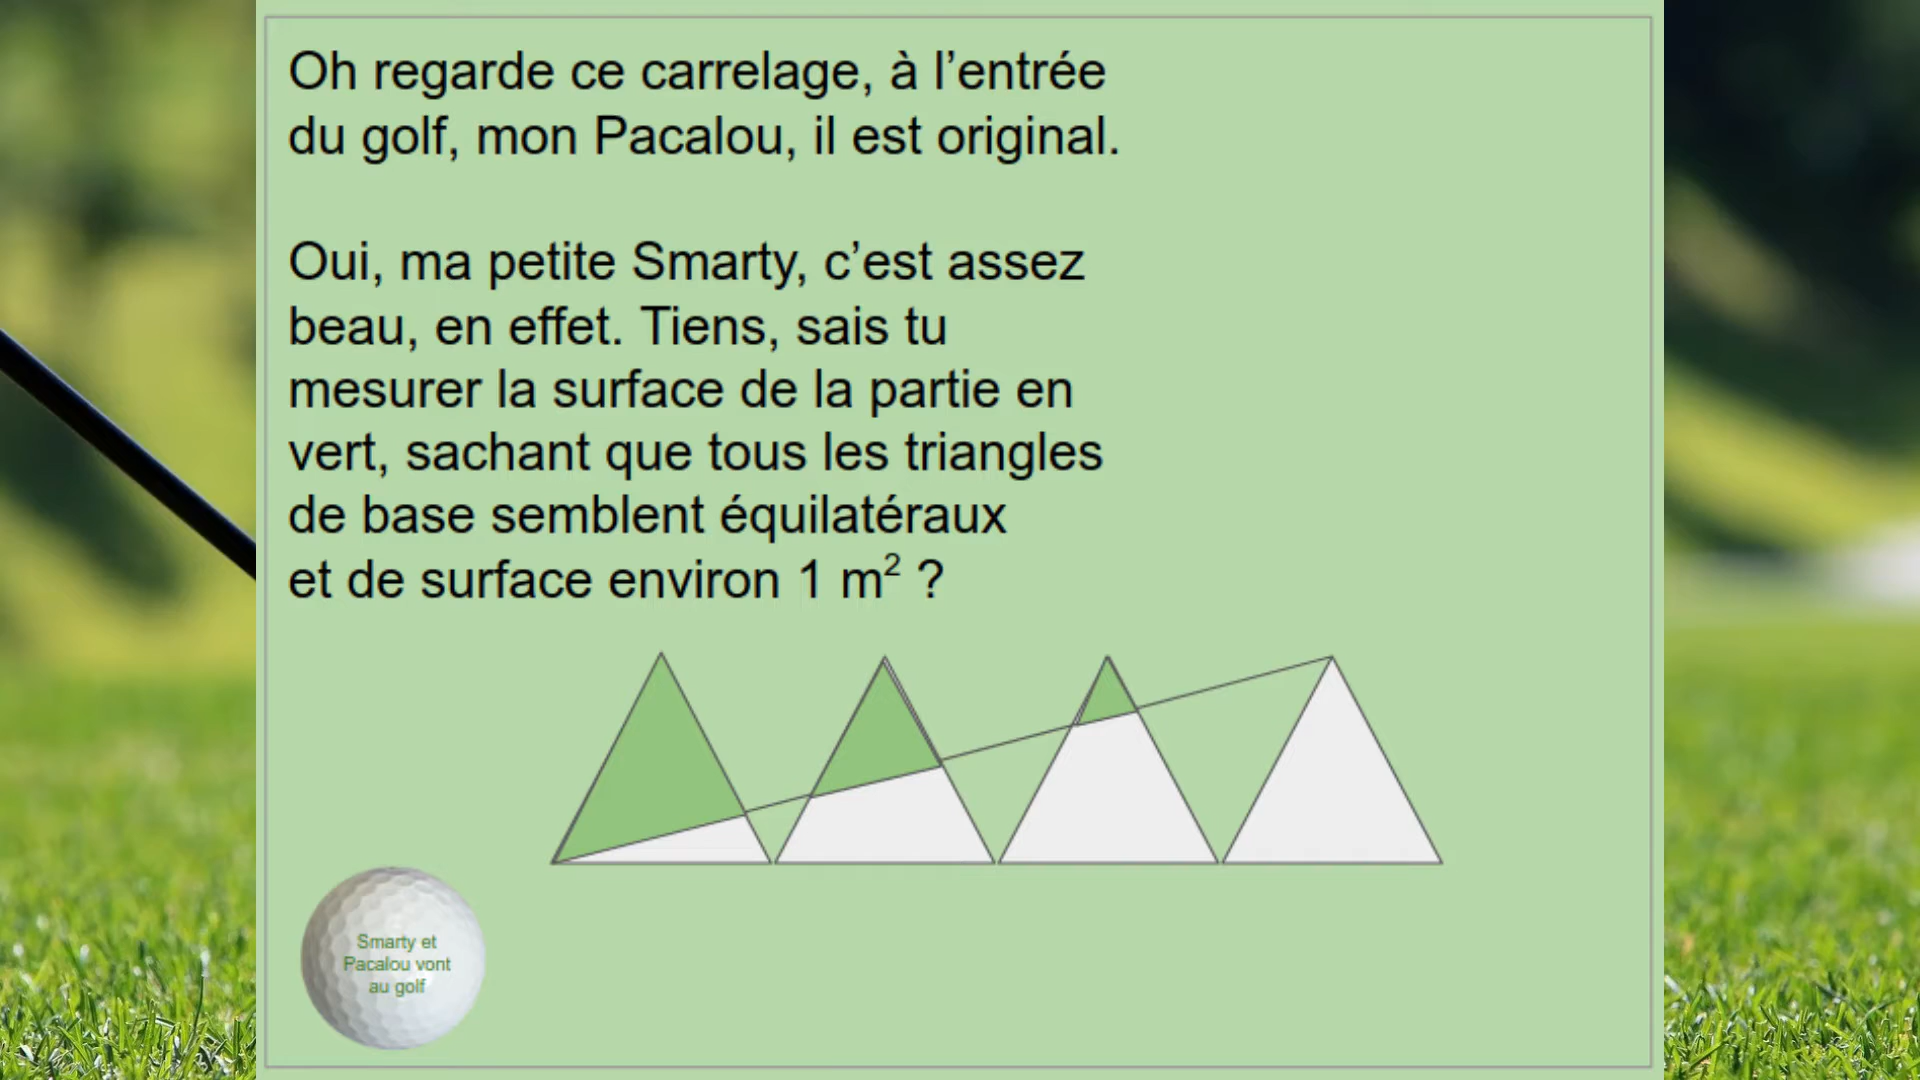 Oh regarde ce carrelage, à l’entrée
du golf, mon Pacalou, il est original.
Oui, ma petite Smarty, c’est assez
beau, en effet. Tiens, sais tu
mesurer la surface de la partie en
vert, sachant que tous les triangles
de base semblent équilatéraux
et de surface environ 1 m² ?
Smarty et
Pacalou vont
au golf